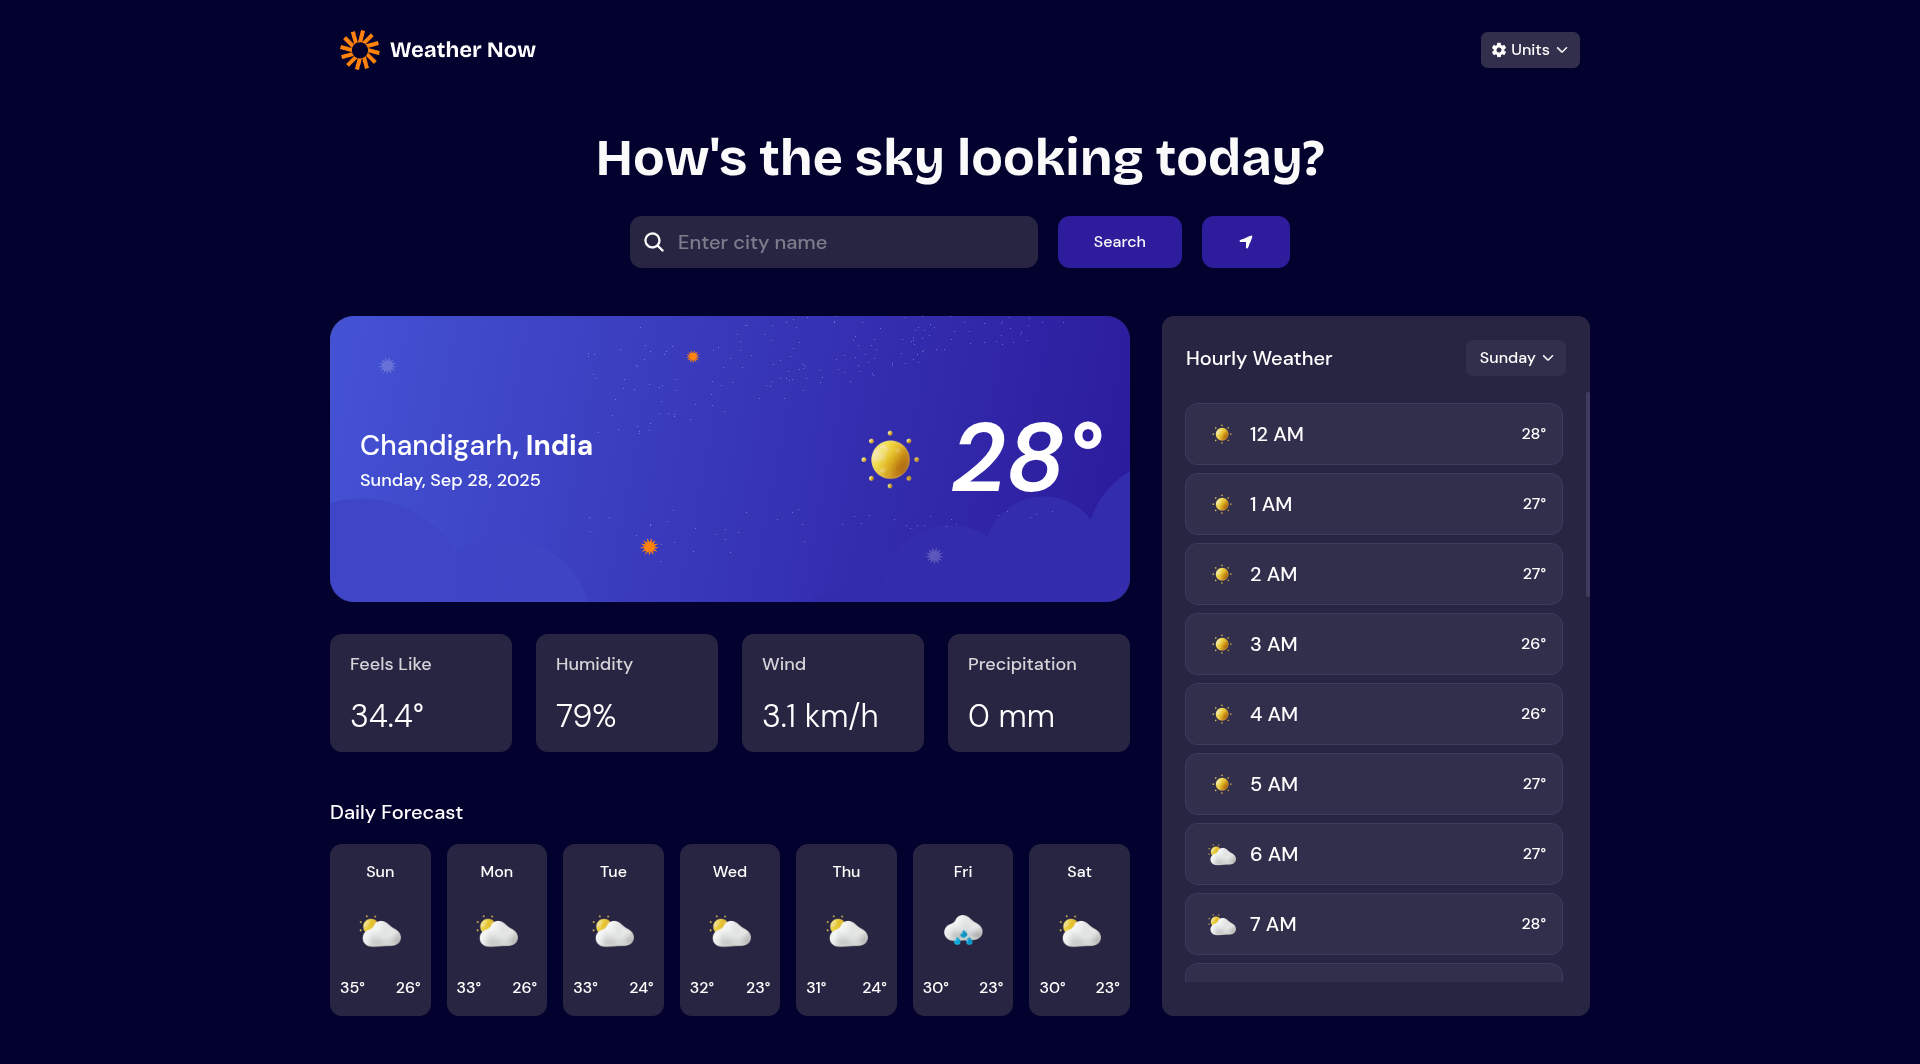 Weather Now
Units
How's the sky looking today?
Enter city name
Search
Chandigarh, India
Sunday, Sep 28, 2025
28°
Feels Like
34.4°
Humidity
79%
Wind
3.1 km/h
Precipitation
0 mm
Daily Forecast
Sun
35° 26°
Mon
33° 26°
Tue
33° 24°
Wed
32° 23°
Thu
31° 24°
Fri
30° 23°
Sat
30° 23°
Hourly Weather
Sunday
12 AM 28°
1 AM 27°
2 AM 27°
3 AM 26°
4 AM 26°
5 AM 27°
6 AM 27°
7 AM 28°